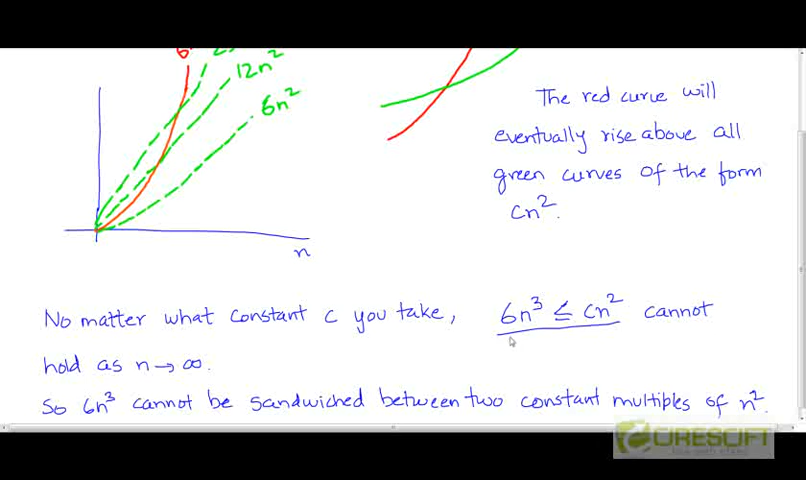 12n²
6n²
n
The red curve will
eventually rise above all
green curves of the form
cn².
No matter what constant c you take, 6n³ ≤ cn² cannot
hold as n → ∞.
So 6n³ cannot be sandwiched between two constant multiples of n².
CIRESOFT